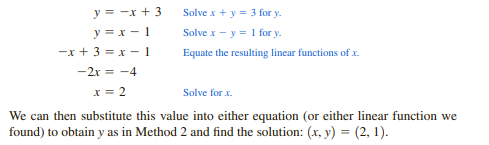 y = −x + 3 Solve x + y = 3 for y.
y = x − 1 Solve x − y = 1 for y.
−x + 3 = x − 1 Equate the resulting linear functions of x.
−2x = −4
x = 2 Solve for x.
We can then substitute this value into either equation (or either linear function we
found) to obtain y as in Method 2 and find the solution: (x, y) = (2, 1).